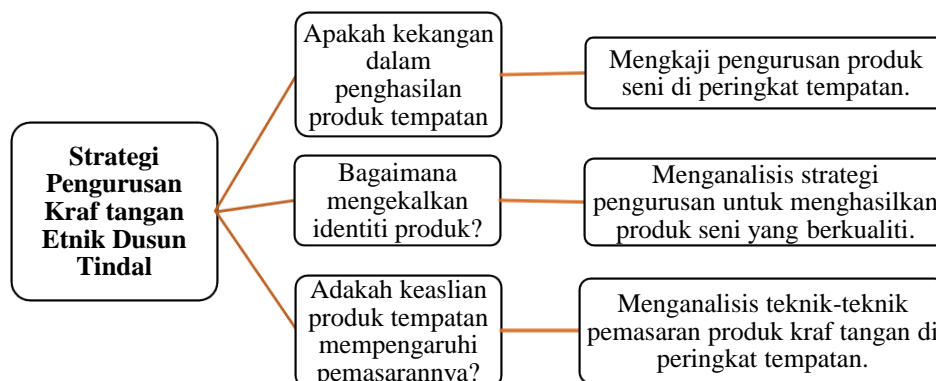 Strategi
Pengurusan
Kraf tangan
Etnik Dusun
Tindal
Apakah kekangan
dalam
penghasilan
produk tempatan
Mengkaji pengurusan produk
seni di peringkat tempatan.
Bagaimana
mengekalkan
identiti produk?
Menganalisis strategi
pengurusan untuk menghasilkan
produk seni yang berkualiti.
Adakah keaslian
produk tempatan
mempengaruhi
pemasarannya?
Menganalisis teknik-teknik
pemasaran produk kraf tangan di
peringkat tempatan.